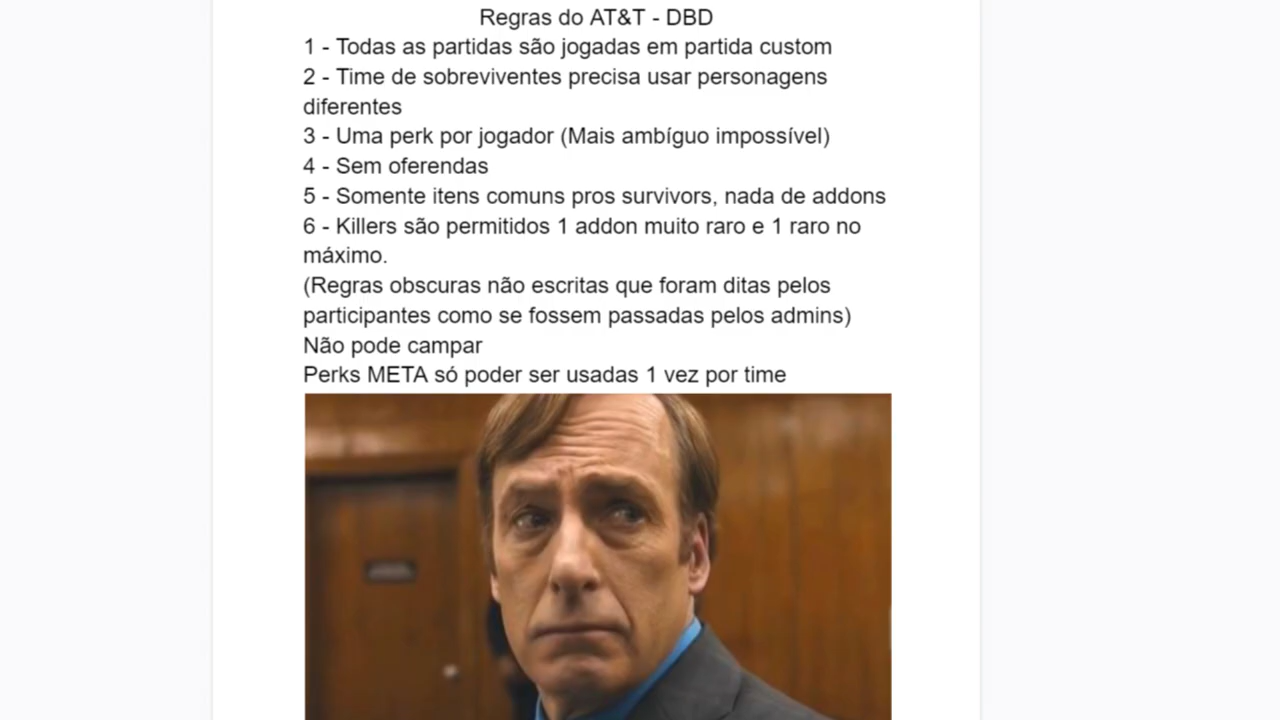 Regras do AT&T - DBD
1 - Todas as partidas são jogadas em partida custom
2 - Time de sobreviventes precisa usar personagens
diferentes
3 - Uma perk por jogador (Mais ambíguo impossível)
4 - Sem oferendas
5 - Somente itens comuns pros survivors, nada de addons
6 - Killers são permitidos 1 addon muito raro e 1 raro no
máximo.
(Regras obscuras não escritas que foram ditas pelos
participantes como se fossem passadas pelos admins)
Não pode campar
Perks META só poder ser usadas 1 vez por time